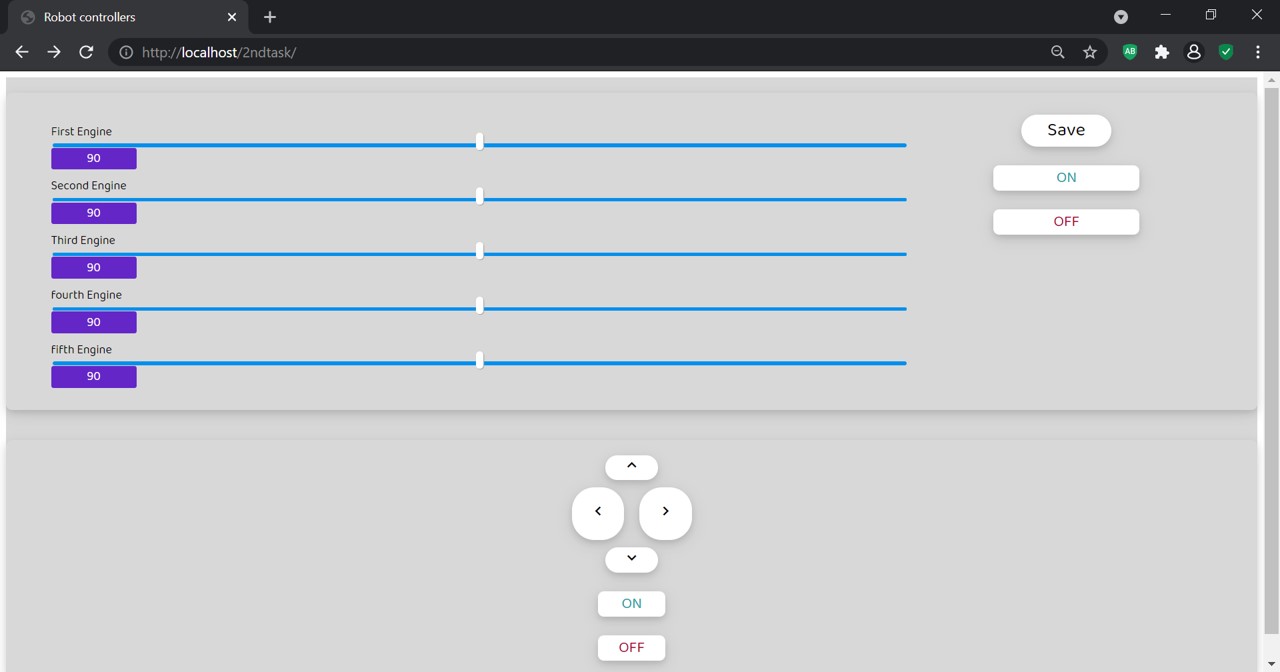 Robot controllers
http://localhost/2ndtask/
AB
First Engine
90
Second Engine
90
Third Engine
90
fourth Engine
90
fifth Engine
90
Save
ON
OFF
ON
OFF